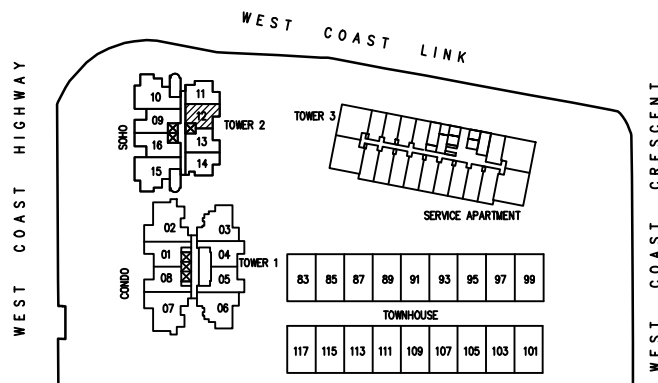 WEST COAST LINK
WEST COAST HIGHWAY
WEST COAST CRESCENT
10
11
09
12
SOHO
16
13
15
14
TOWER 2
TOWER 3
SERVICE APARTMENT
02
03
01
04
TOWER 1
CONDO
08
05
07
06
83 85 87 89 91 93 95 97 99
TOWNHOUSE
117 115 113 111 109 107 105 103 101